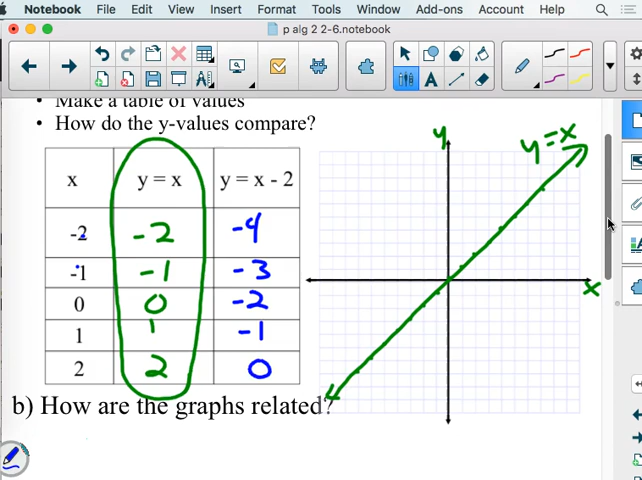 Notebook File Edit View Insert Format Tools Window Add-ons Account Help
p alg 2 2-6.notebook
• Make a table of values
• How do the y-values compare?
x y = x y = x - 2
-2 -2 -4
-1 -1 -3
0 0 -2
1 1 -1
2 2 0
y
y=x
x
b) How are the graphs related?